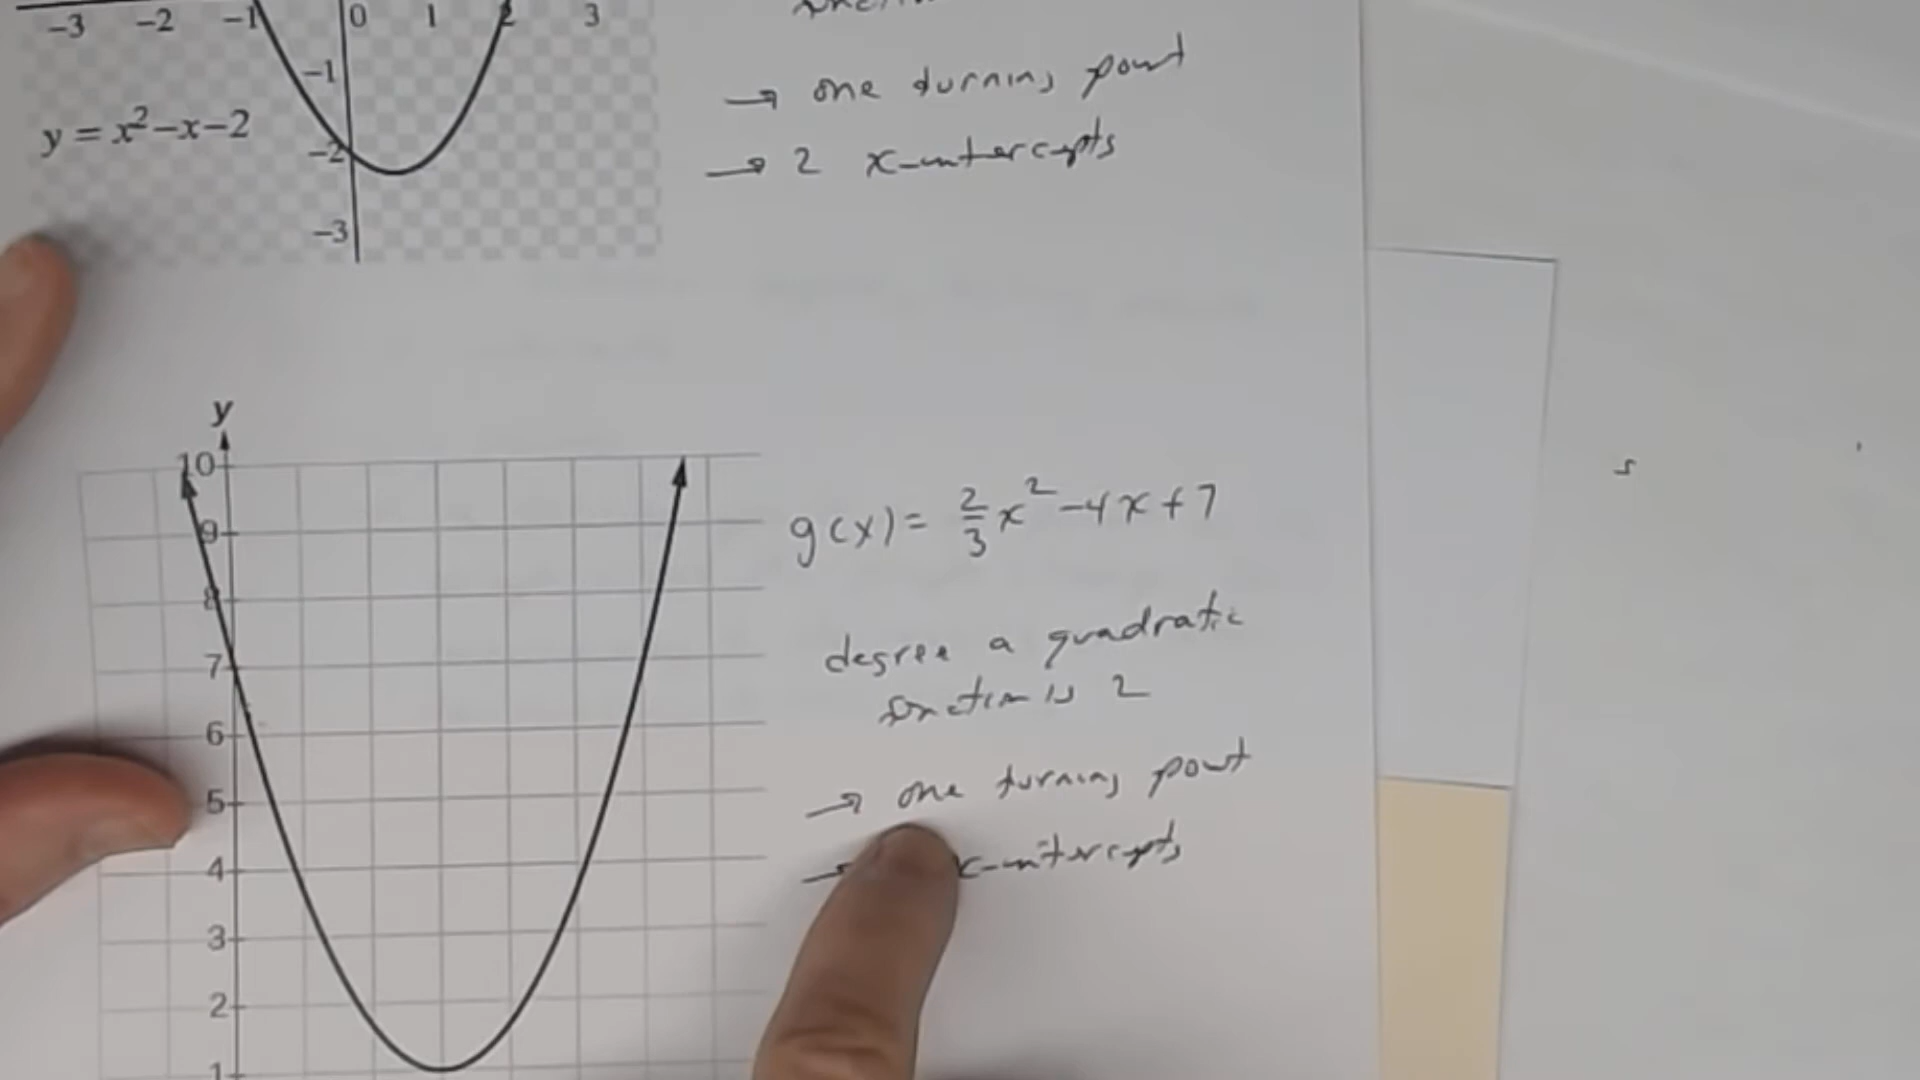 -3 -2 -1 0 1 2 3
-1
y = x²-x-2
-2
-3
→ one turning point
→ 2 x-intercepts
y
10
9
8
7
6
5
4
3
2
1
g(x) = 2/3 x² - 4x + 7
degree a quadratic
function is 2
→ one turning point
→ x-intercepts